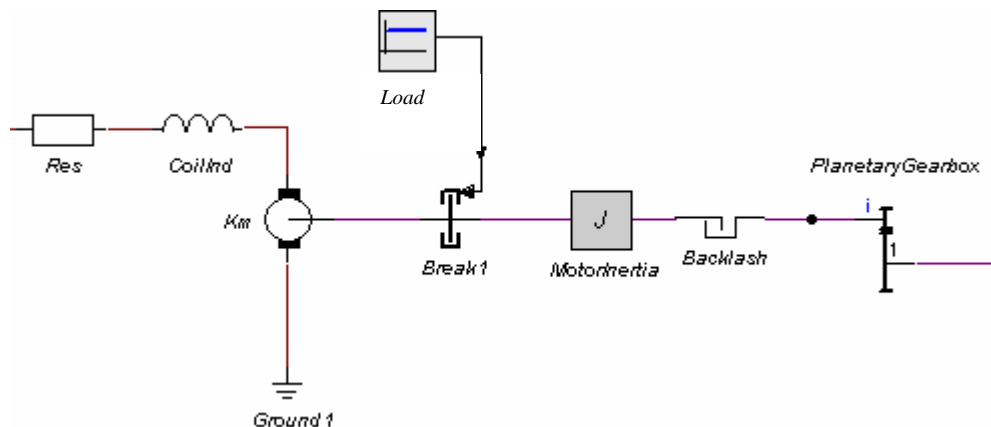 Load
Res
CoilInd
PlanetaryGearbox
i
Km
J
1
Break1
MotorInertia
Backlash
Ground1